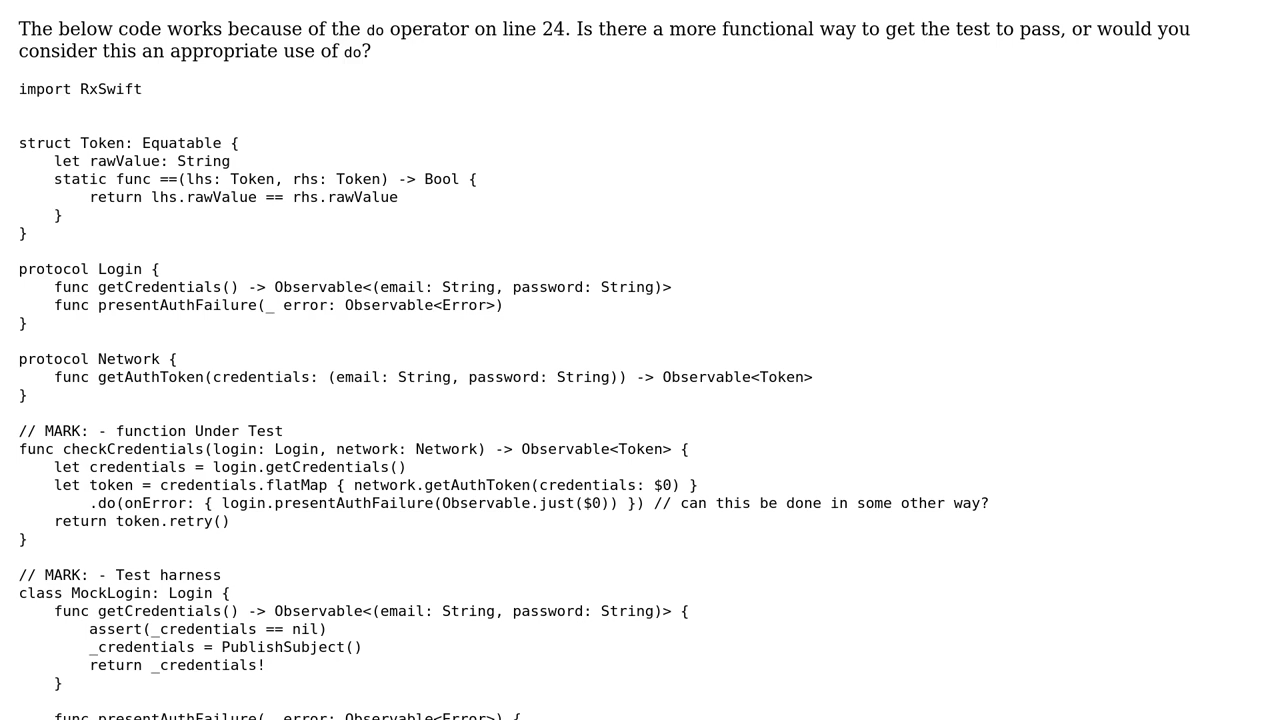 The below code works because of the do operator on line 24. Is there a more functional way to get the test to pass, or would you
consider this an appropriate use of do?
import RxSwift
struct Token: Equatable {
    let rawValue: String
    static func ==(lhs: Token, rhs: Token) -> Bool {
        return lhs.rawValue == rhs.rawValue
    }
}
protocol Login {
    func getCredentials() -> Observable<(email: String, password: String)>
    func presentAuthFailure(_ error: Observable<Error>)
}
protocol Network {
    func getAuthToken(credentials: (email: String, password: String)) -> Observable<Token>
}
// MARK: - function Under Test
func checkCredentials(login: Login, network: Network) -> Observable<Token> {
    let credentials = login.getCredentials()
    let token = credentials.flatMap { network.getAuthToken(credentials: $0) }
        .do(onError: { login.presentAuthFailure(Observable.just($0)) }) // can this be done in some other way?
    return token.retry()
}
// MARK: - Test harness
class MockLogin: Login {
    func getCredentials() -> Observable<(email: String, password: String)> {
        assert(_credentials == nil)
        _credentials = PublishSubject()
        return _credentials!
    }
    func presentAuthFailure(_ error: Observable<Error>) {